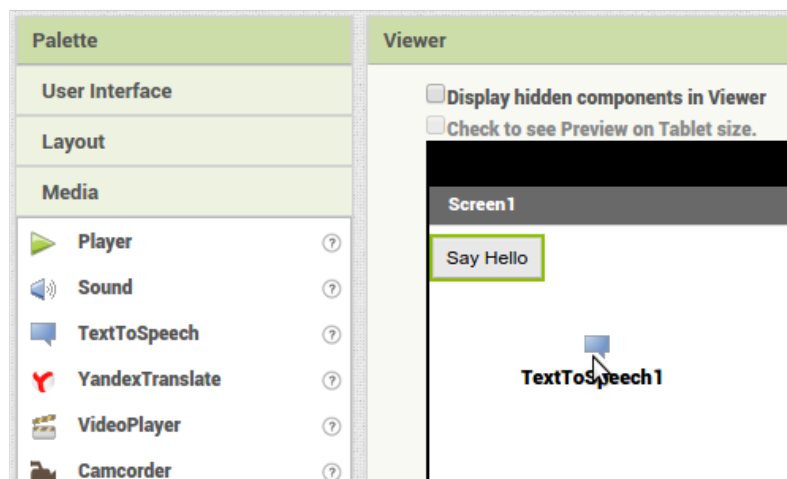 Palette
User Interface
Layout
Media
Player ?
Sound ?
TextToSpeech ?
YandexTranslate ?
VideoPlayer ?
Camcorder ?
Viewer
Display hidden components in Viewer
Check to see Preview on Tablet size.
Screen1
Say Hello
TextToSpeech1